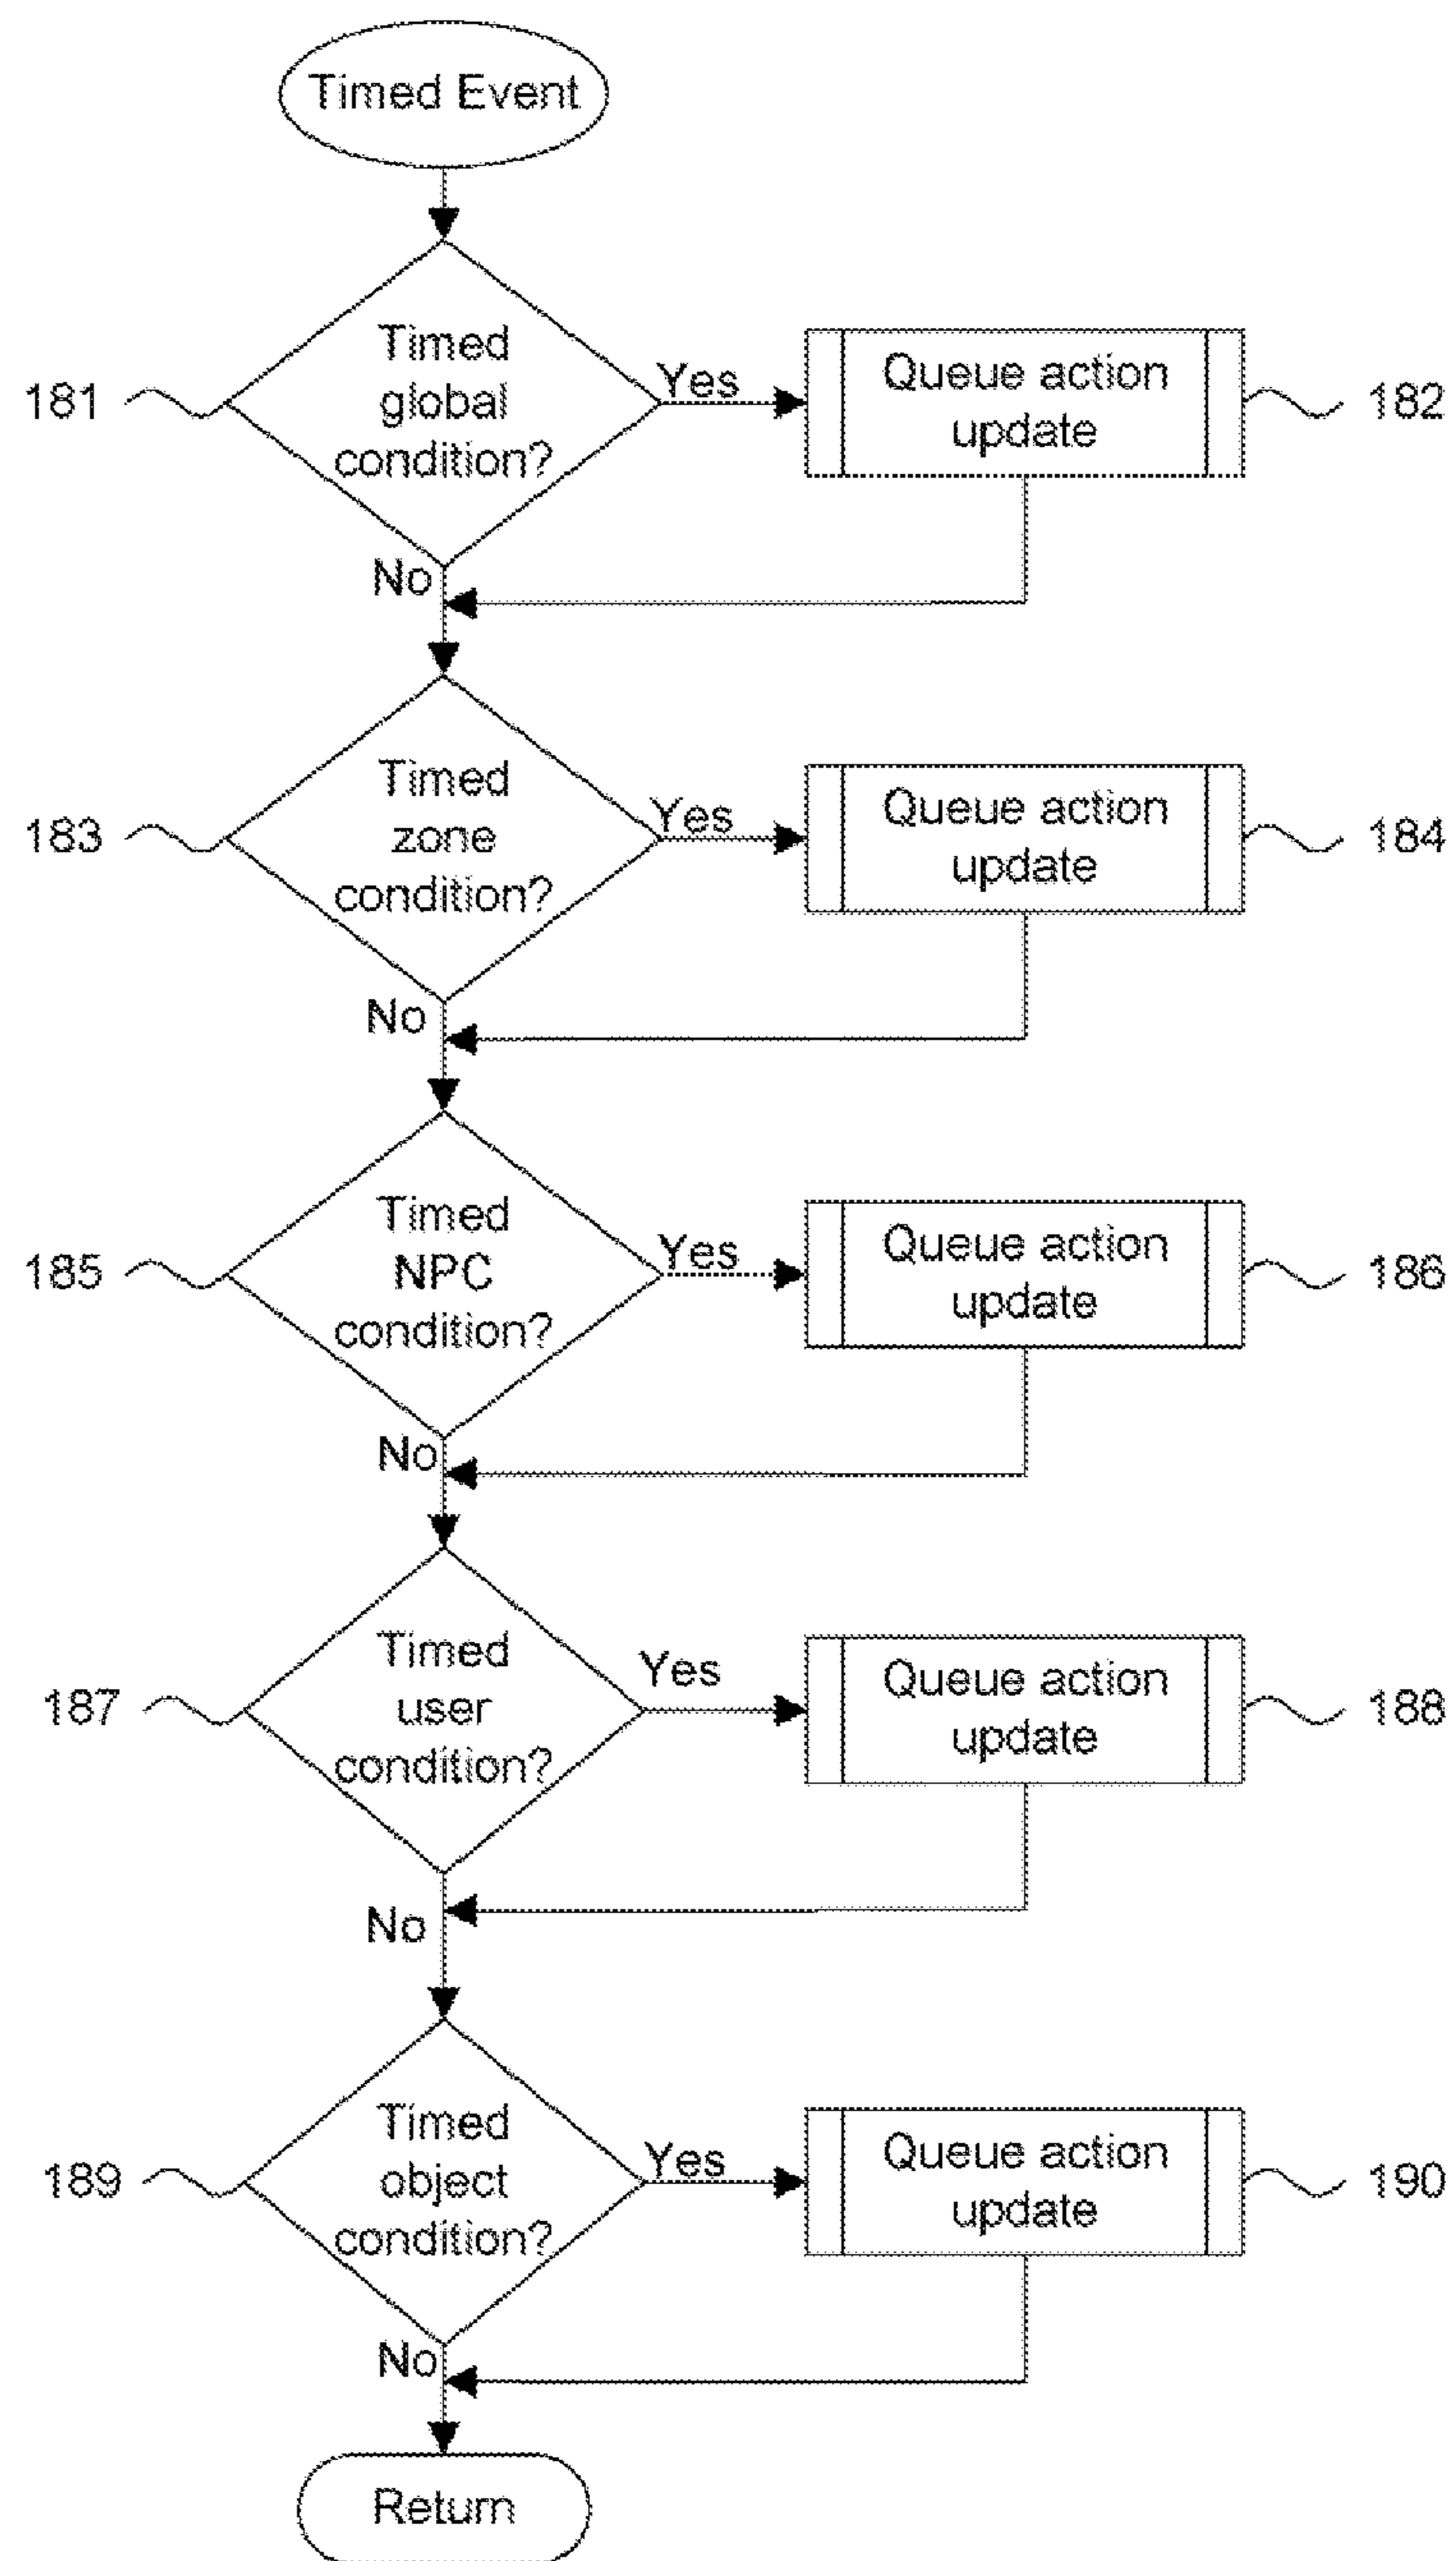 Timed Event
Timed
global
condition?
181
Yes
Queue action
update
182
No
Timed
zone
condition?
183
Yes
Queue action
update
184
No
Timed
NPC
condition?
185
Yes
Queue action
update
186
No
Timed
user
condition?
187
Yes
Queue action
update
188
No
Timed
object
condition?
189
Yes
Queue action
update
190
No
Return